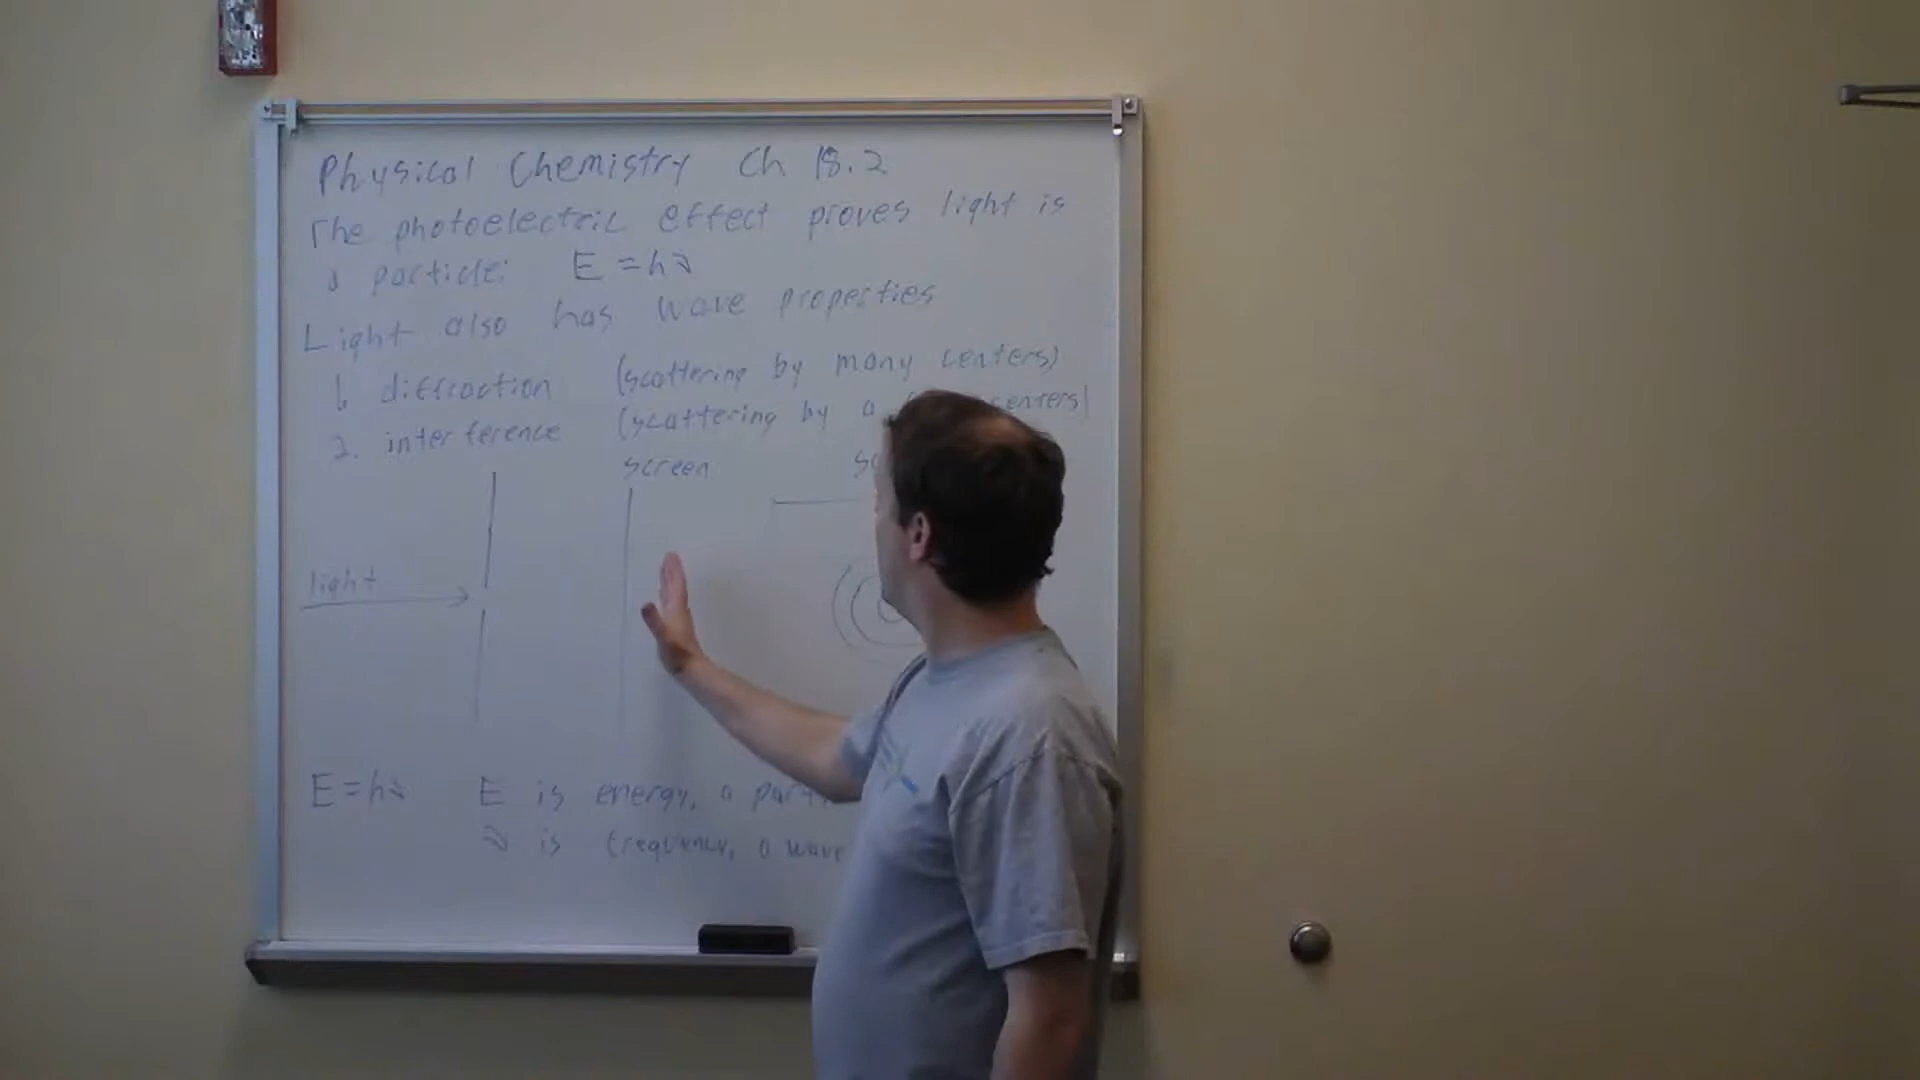 Physical Chemistry Ch 18.2
The photoelectric effect proves light is
a particle: E = hν
Light also has wave properties
1. diffraction (scattering by many centers)
2. interference (scattering by a centers)
screen
light
E = hν E is energy, a
ν is frequency, a wave